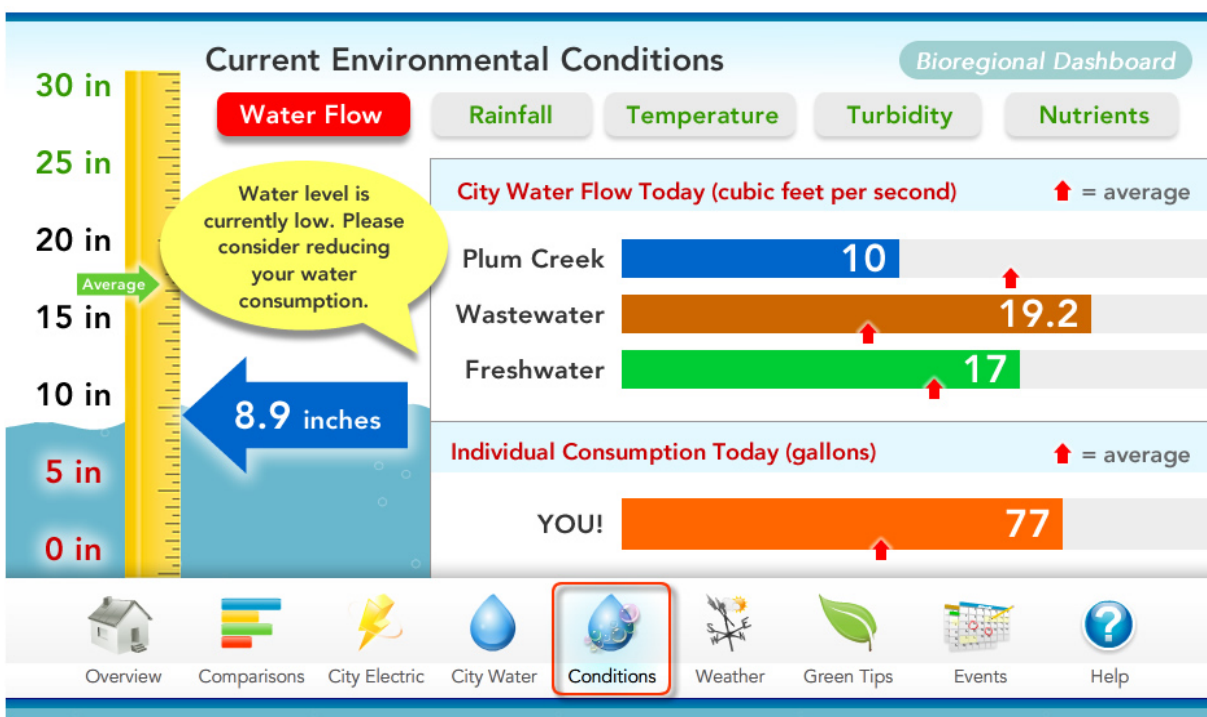 Current Environmental Conditions
Bioregional Dashboard
Water Flow
Rainfall
Temperature
Turbidity
Nutrients
30 in
25 in
20 in
Average
15 in
10 in
5 in
0 in
Water level is
currently low. Please
consider reducing
your water
consumption.
8.9 inches
City Water Flow Today (cubic feet per second)
= average
Plum Creek
10
Wastewater
19.2
Freshwater
17
Individual Consumption Today (gallons)
= average
YOU!
77
N
E
S
W
Overview
Comparisons
City Electric
City Water
Conditions
Weather
Green Tips
Events
?
Help